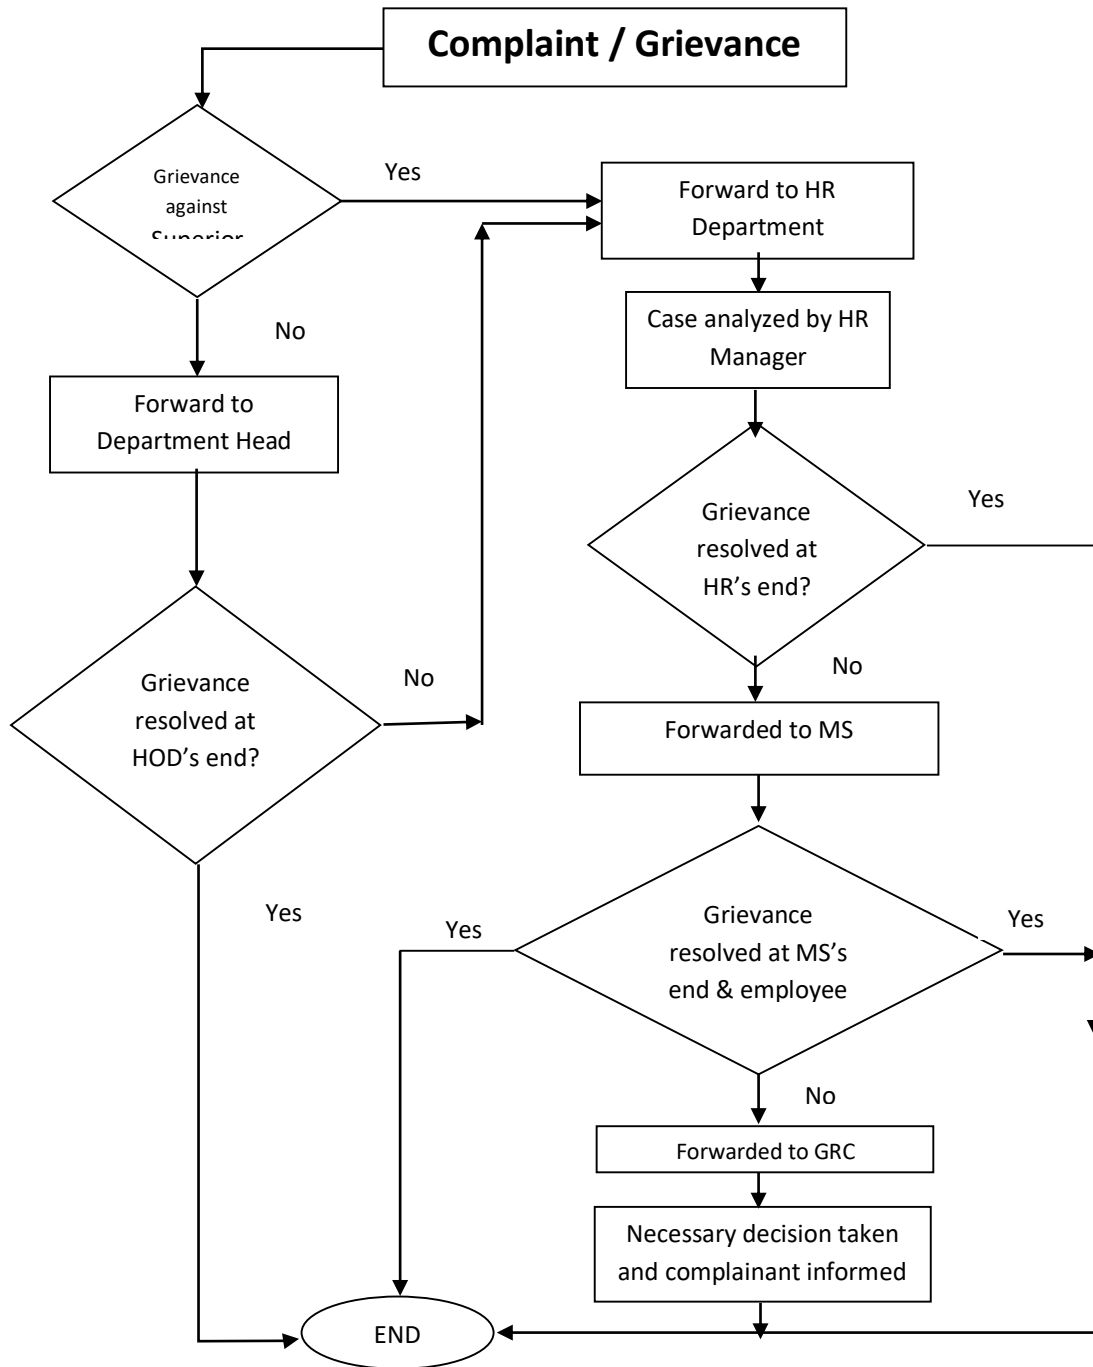 Complaint / Grievance
Grievance
against
Superior
Yes
Forward to HR
Department
No
Case analyzed by HR
Manager
Forward to
Department Head
Grievance
resolved at
HR's end?
Yes
No
Grievance
resolved at
HOD's end?
No
Forwarded to MS
Yes
Yes
Grievance
resolved at MS's
end & employee
Yes
No
Forwarded to GRC
Necessary decision taken
and complainant informed
END